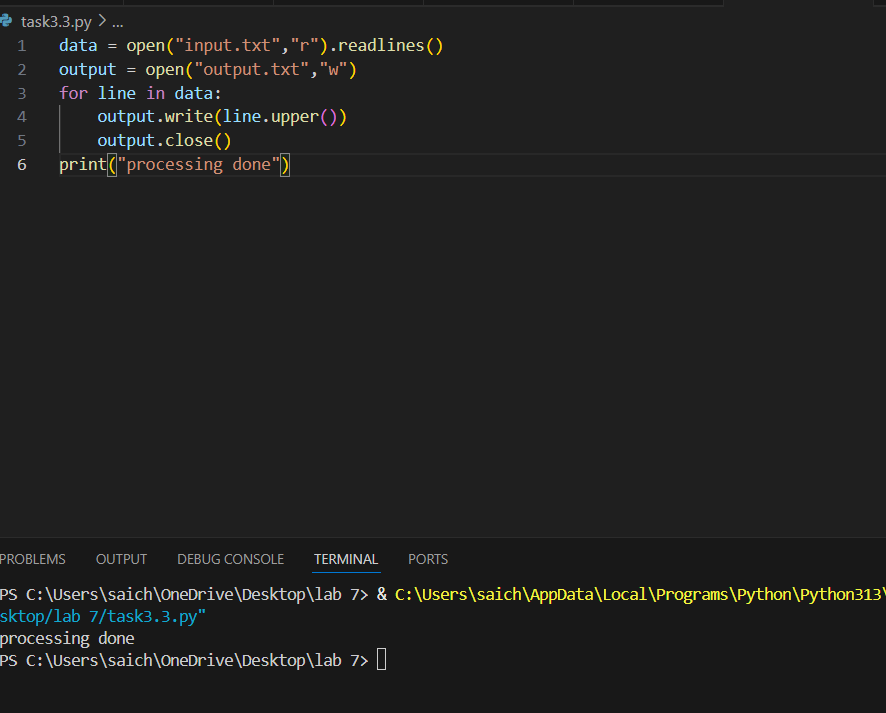 task3.3.py > ...
1 data = open("input.txt","r").readlines()
2 output = open("output.txt","w")
3 for line in data:
4     output.write(line.upper())
5     output.close()
6 print("processing done")
PROBLEMS OUTPUT DEBUG CONSOLE TERMINAL PORTS
PS C:\Users\saich\OneDrive\Desktop\lab 7> & C:\Users\saich\AppData\Local\Programs\Python\Python313\
sktop/lab 7/task3.3.py"
processing done
PS C:\Users\saich\OneDrive\Desktop\lab 7>